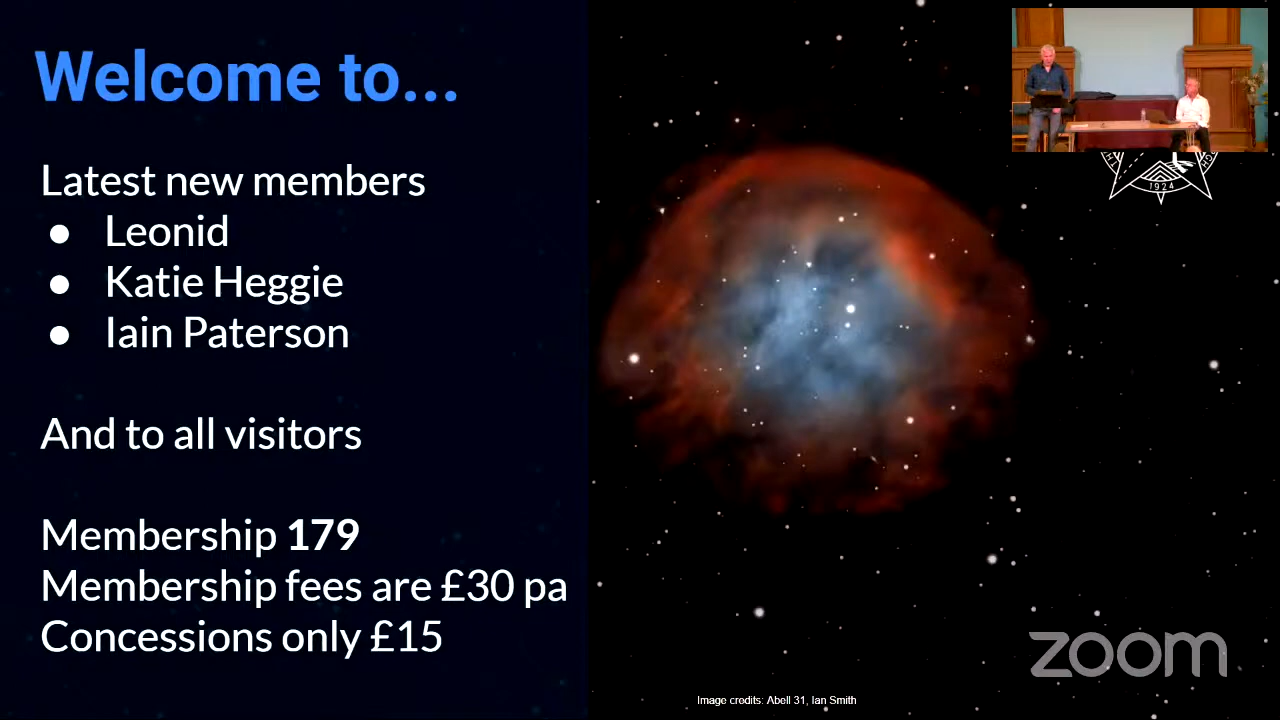 Welcome to...
Latest new members
● Leonid
● Katie Heggie
● Iain Paterson
And to all visitors
Membership 179
Membership fees are £30 pa
Concessions only £15
1924
zoom
Image credits: Abell 31, Ian Smith